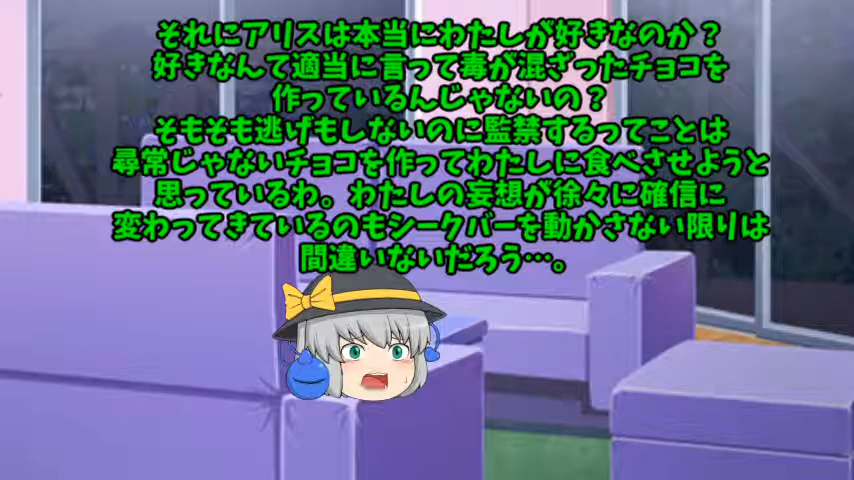 それにアリスは本当にわたしが好きなのか？
好きなんて適当に言って毒が混ざったチョコを
作っているんじゃないの？
そもそも逃げもしないのに監禁するってことは
尋常じゃないチョコを作ってわたしに食べさせようと
思っているわ。わたしの妄想が徐々に確信に
変わってきているのもシークバーを動かさない限りは
間違いないだろう…。